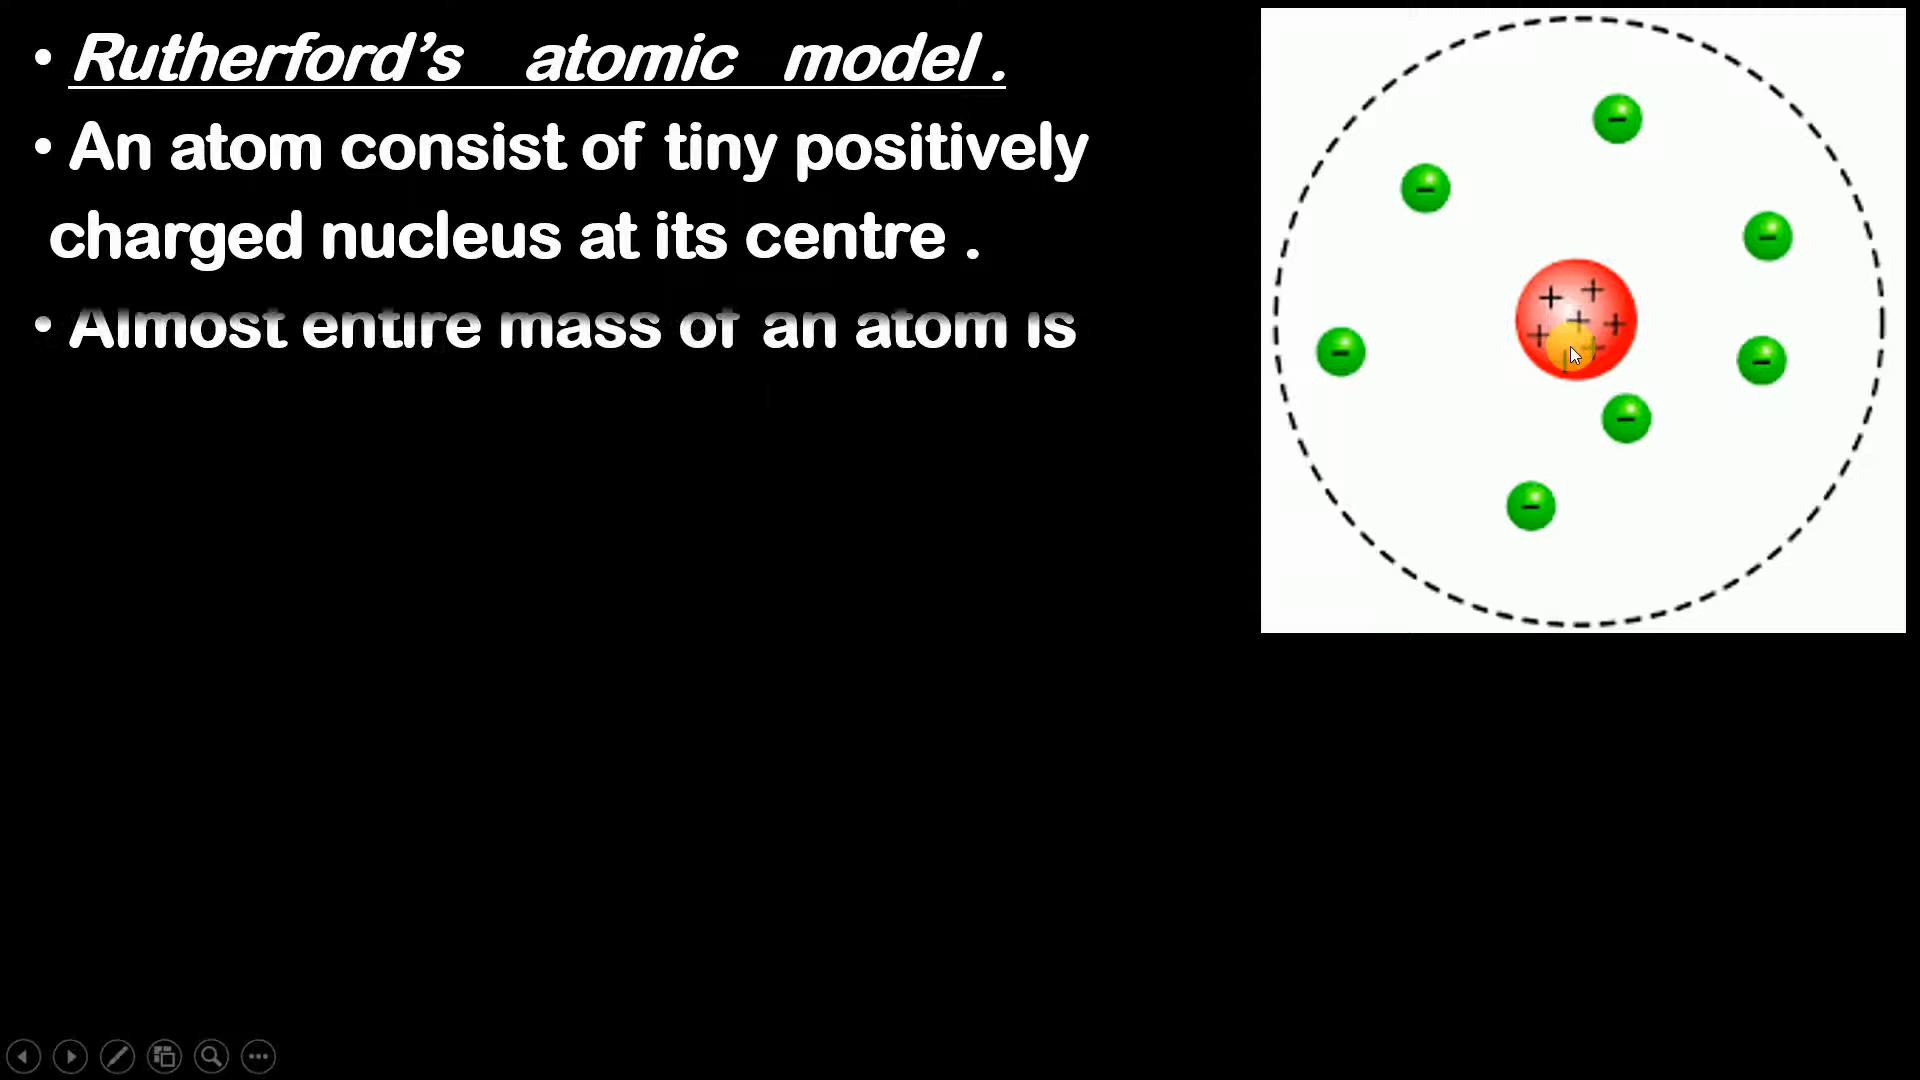 • Rutherford’s atomic model .
• An atom consist of tiny positively
charged nucleus at its centre .
• Almost entire mass of an atom is